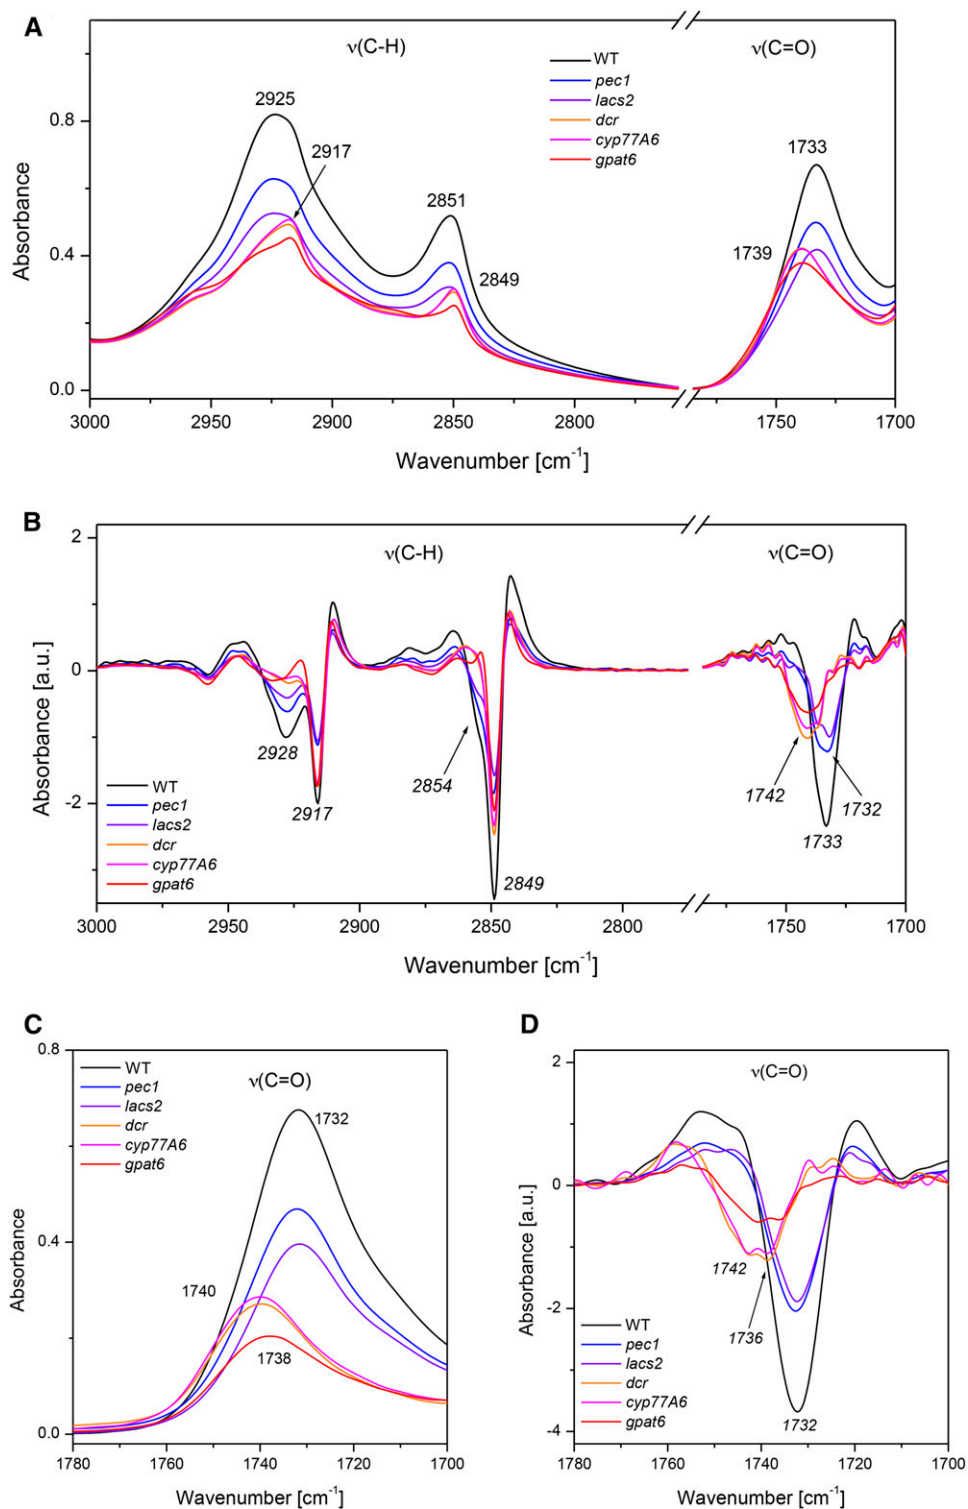 A
ν(C-H)
ν(C=O)
WT
pec1
lacs2
dcr
cyp77A6
gpat6
2925
2917
2851
2849
1733
1739
0.8
0.4
0.0
Absorbance
3000
2950
2900
2850
2800
1750
1700
Wavenumber [cm-1]
B
ν(C-H)
ν(C=O)
2
0
-2
Absorbance [a.u.]
2928
2917
2854
2849
1742
1733
1732
WT
pec1
lacs2
dcr
cyp77A6
gpat6
3000
2950
2900
2850
2800
1750
1700
Wavenumber [cm-1]
C
ν(C=O)
WT
pec1
lacs2
dcr
cyp77A6
gpat6
1732
1740
1738
0.8
0.4
0.0
Absorbance
1780
1760
1740
1720
1700
Wavenumber [cm-1]
D
ν(C=O)
2
0
-2
-4
Absorbance [a.u.]
1742
1736
1732
WT
pec1
lacs2
dcr
cyp77A6
gpat6
1780
1760
1740
1720
1700
Wavenumber [cm-1]